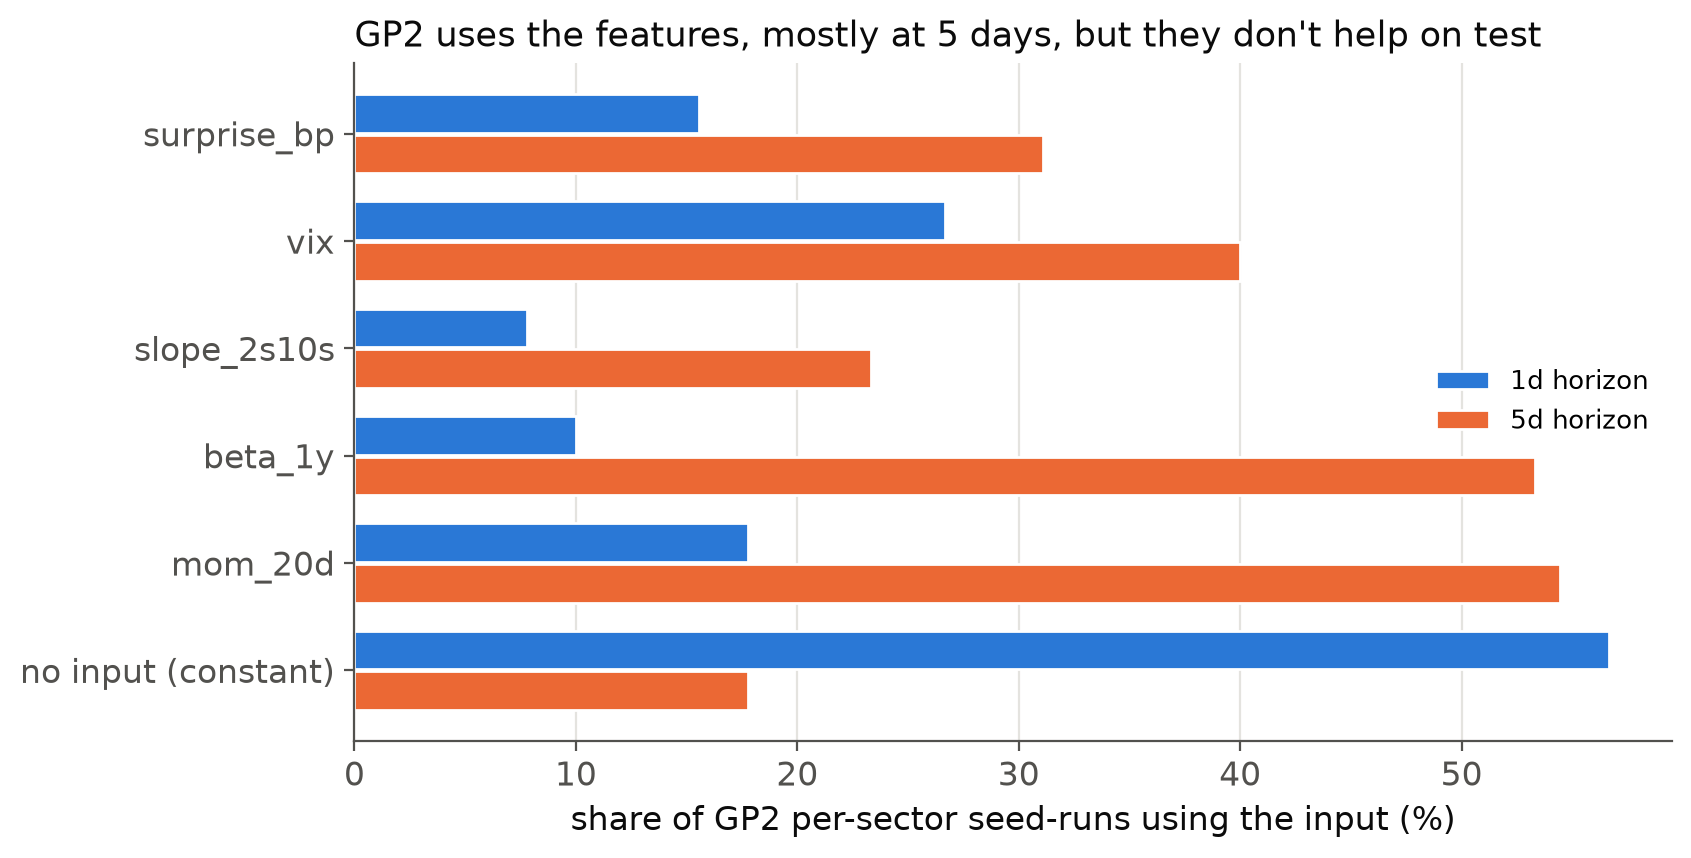 GP2 uses the features, mostly at 5 days, but they don't help on test
surprise_bp
vix
slope_2s10s
beta_1y
mom_20d
no input (constant)
1d horizon
5d horizon
0 10 20 30 40 50
share of GP2 per-sector seed-runs using the input (%)